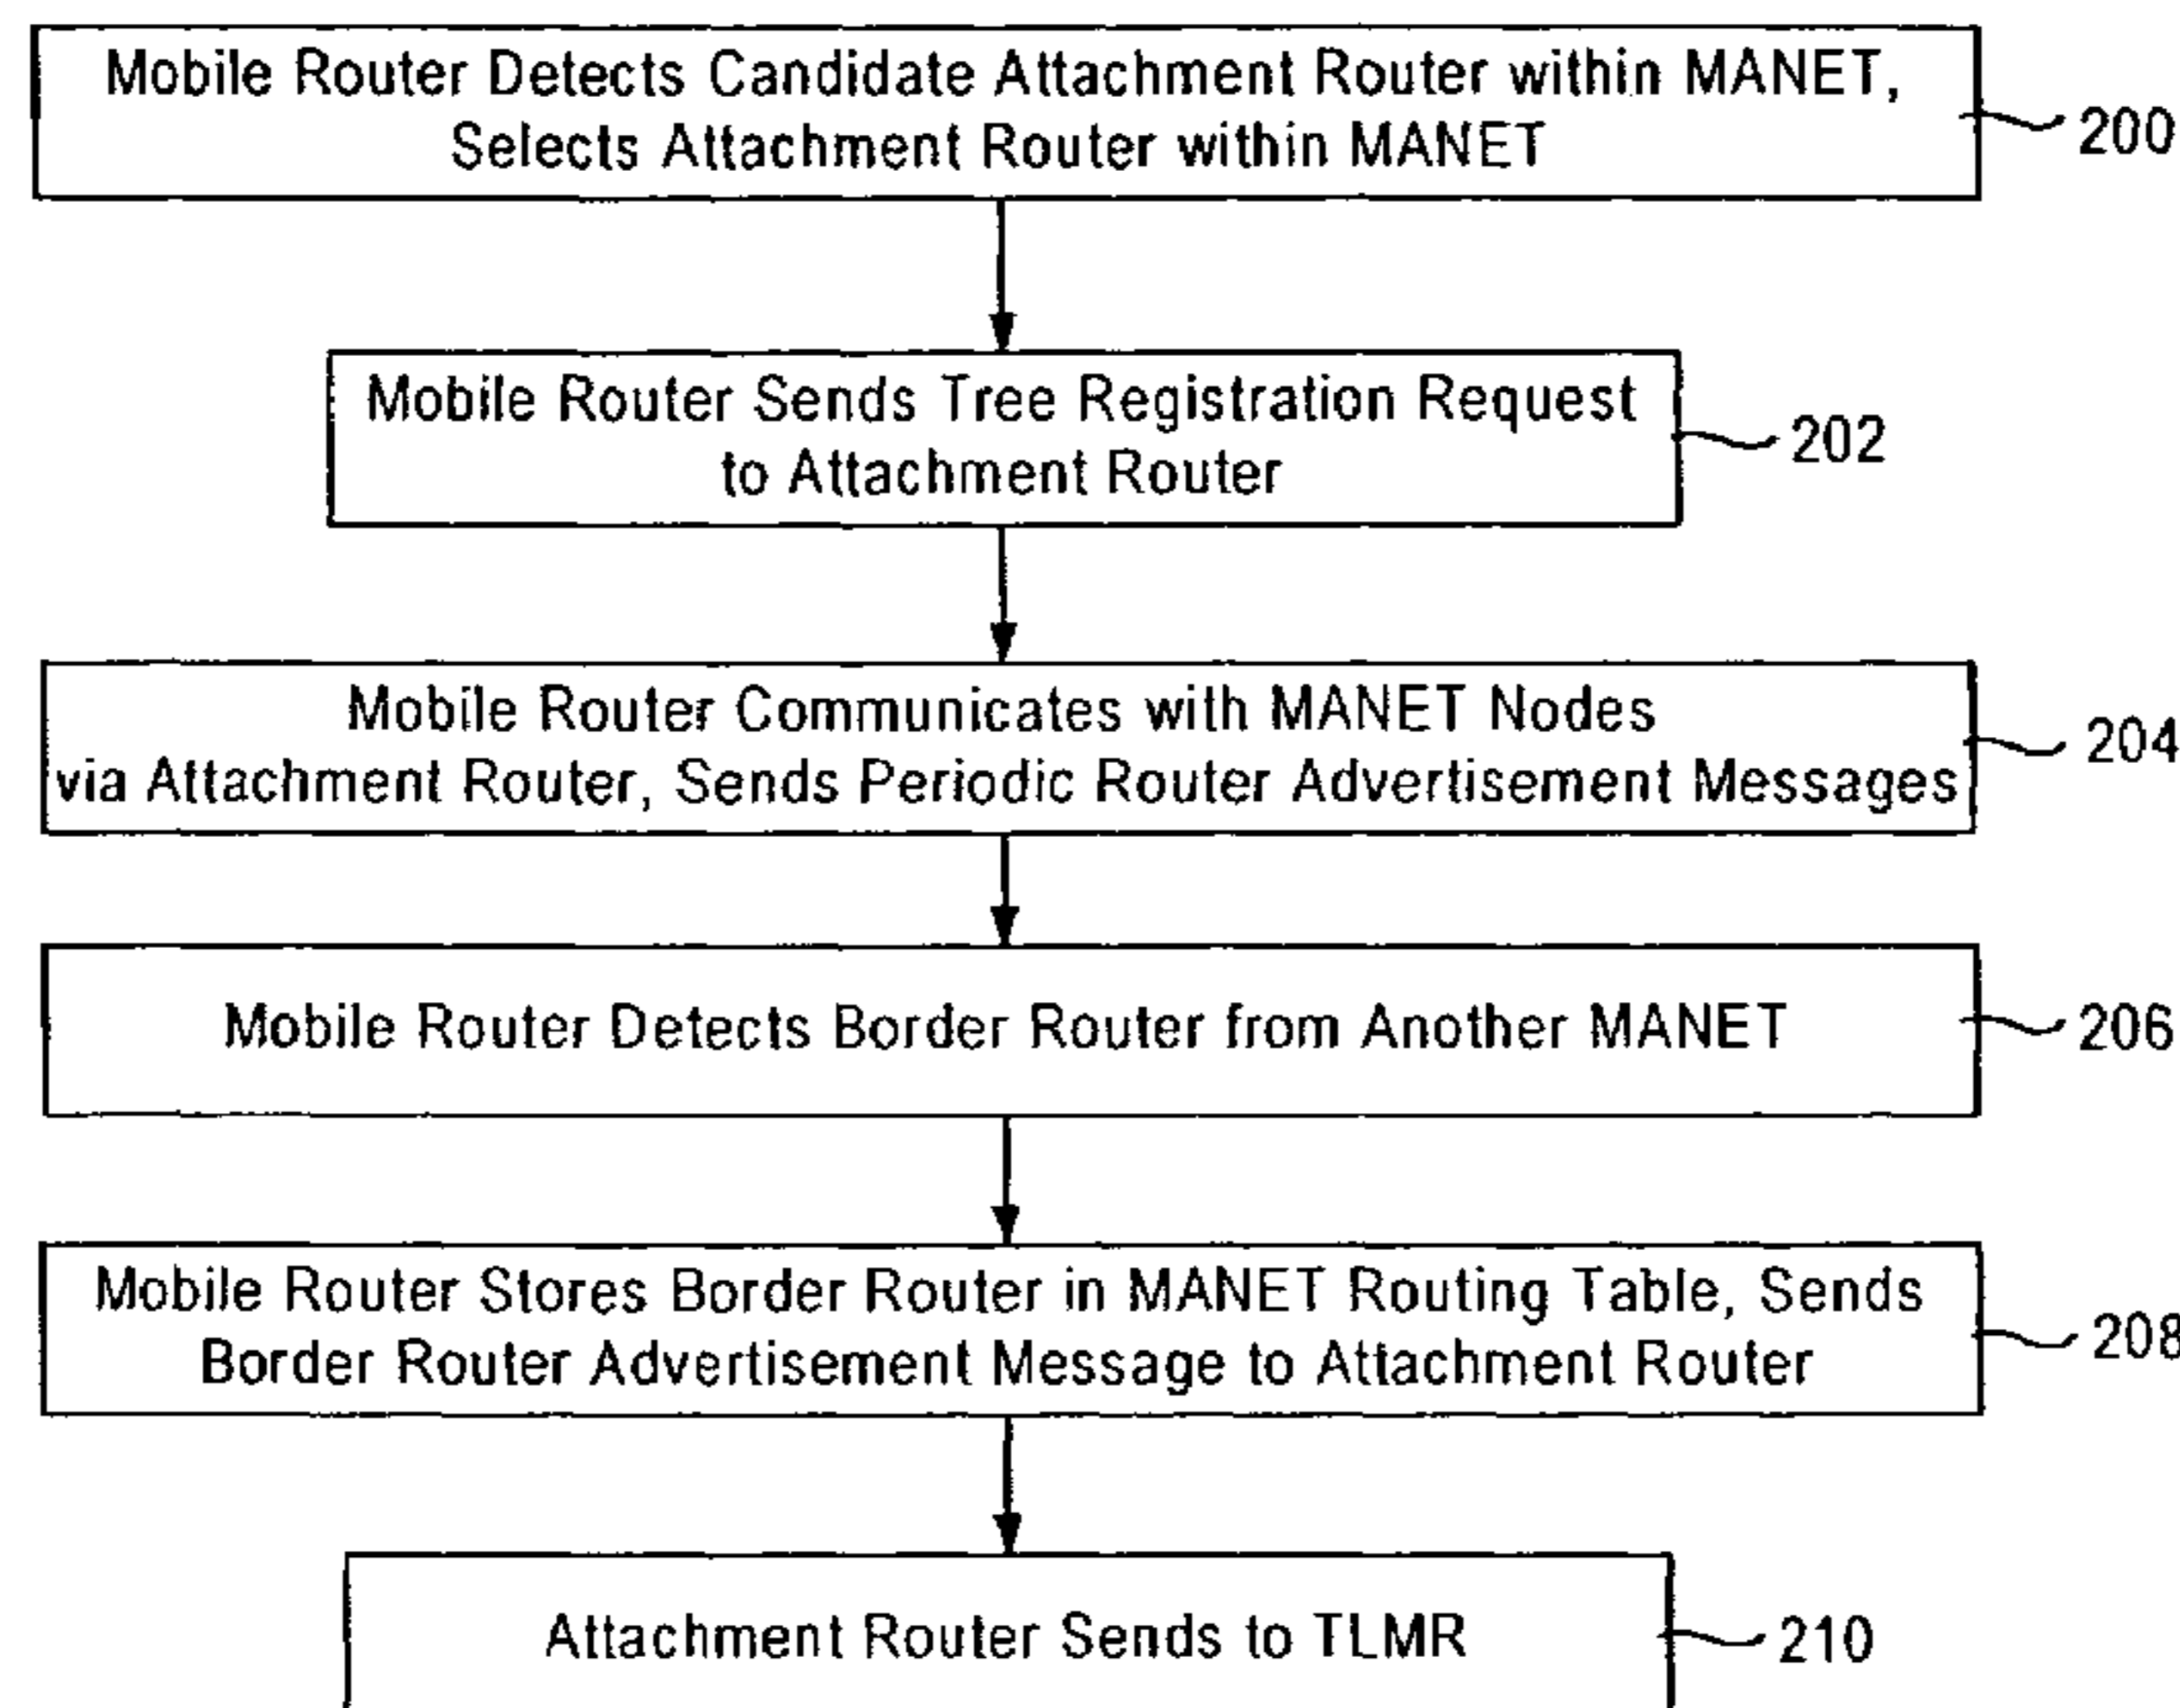 Mobile Router Detects Candidate Attachment Router within MANET,
Selects Attachment Router within MANET
200
Mobile Router Sends Tree Registration Request
to Attachment Router
202
Mobile Router Communicates with MANET Nodes
via Attachment Router, Sends Periodic Router Advertisement Messages
204
Mobile Router Detects Border Router from Another MANET
206
Mobile Router Stores Border Router in MANET Routing Table, Sends
Border Router Advertisement Message to Attachment Router
208
Attachment Router Sends to TLMR
210